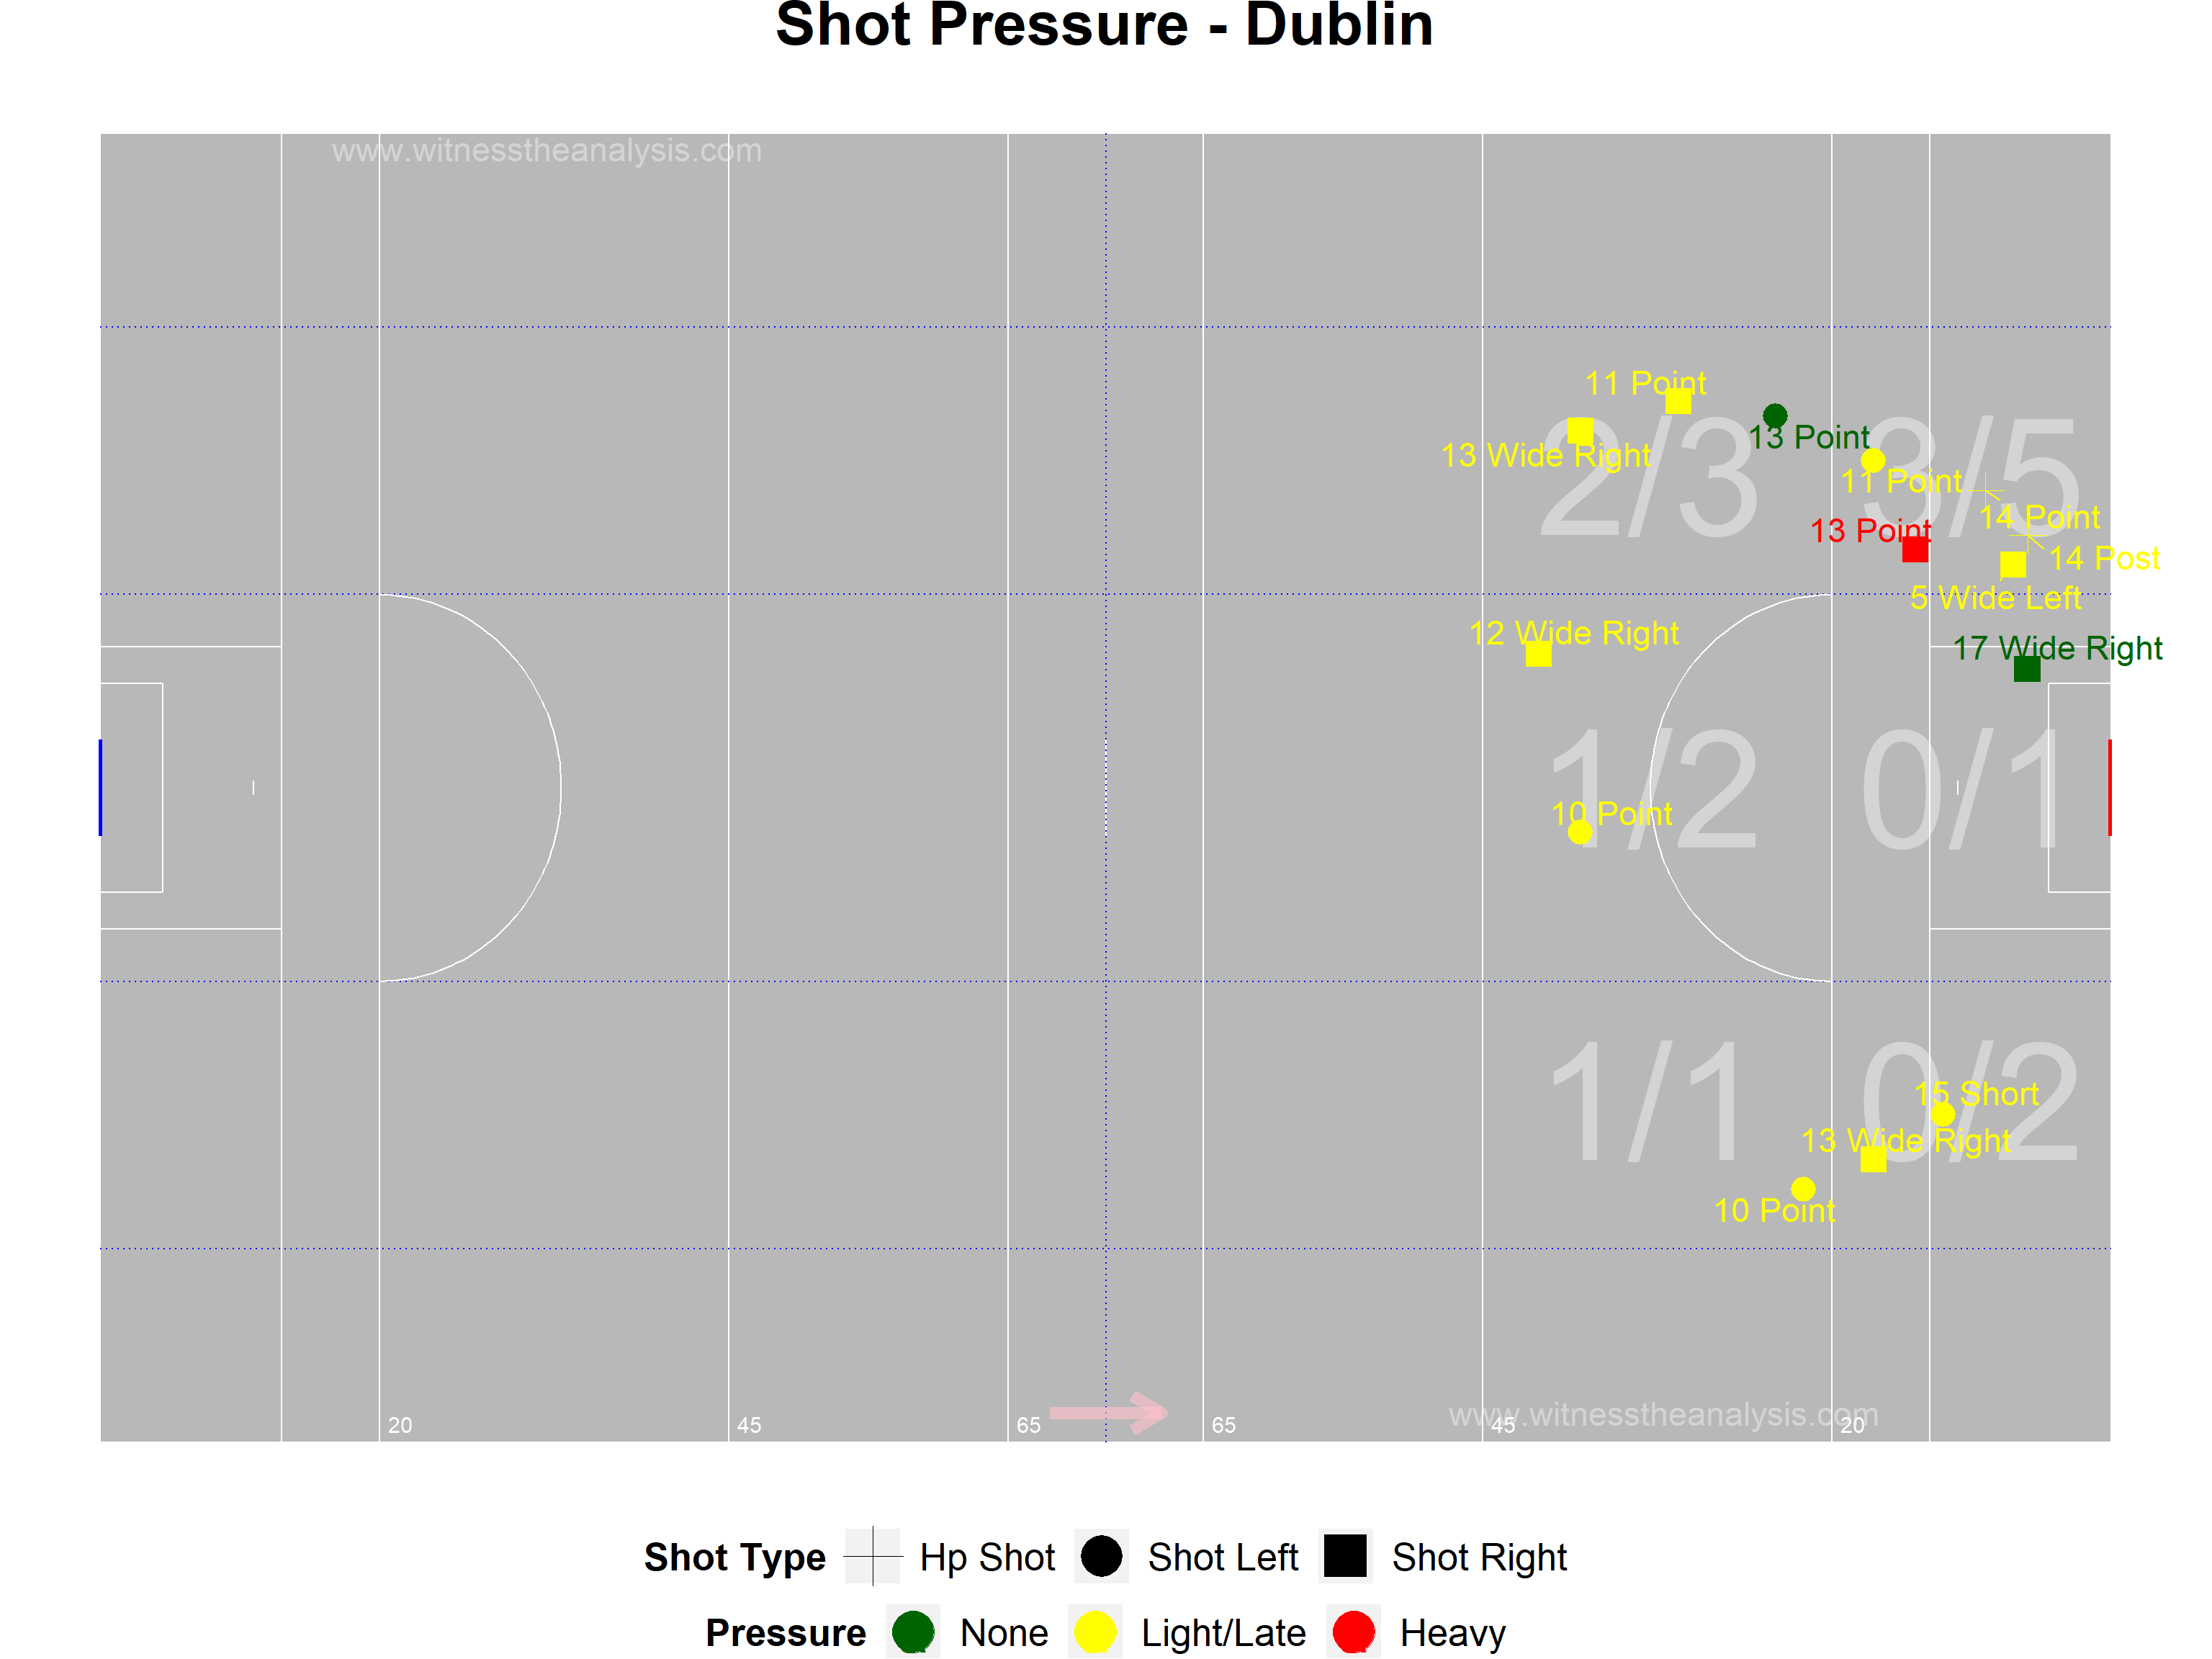 Shot Pressure - Dublin
www.witnesstheanalysis.com
11 Point
2/3
3/5
13 Point
13 Wide Right
11 Point
14 Point
13 Point
14 Post
5 Wide Left
12 Wide Right
17 Wide Right
1/2
0/1
10 Point
1/1
0/2
15 Short
13 Wide Right
10 Point
www.witnesstheanalysis.com
20
45
65
65
45
20
Shot Type Hp Shot Shot Left Shot Right
Pressure None Light/Late Heavy